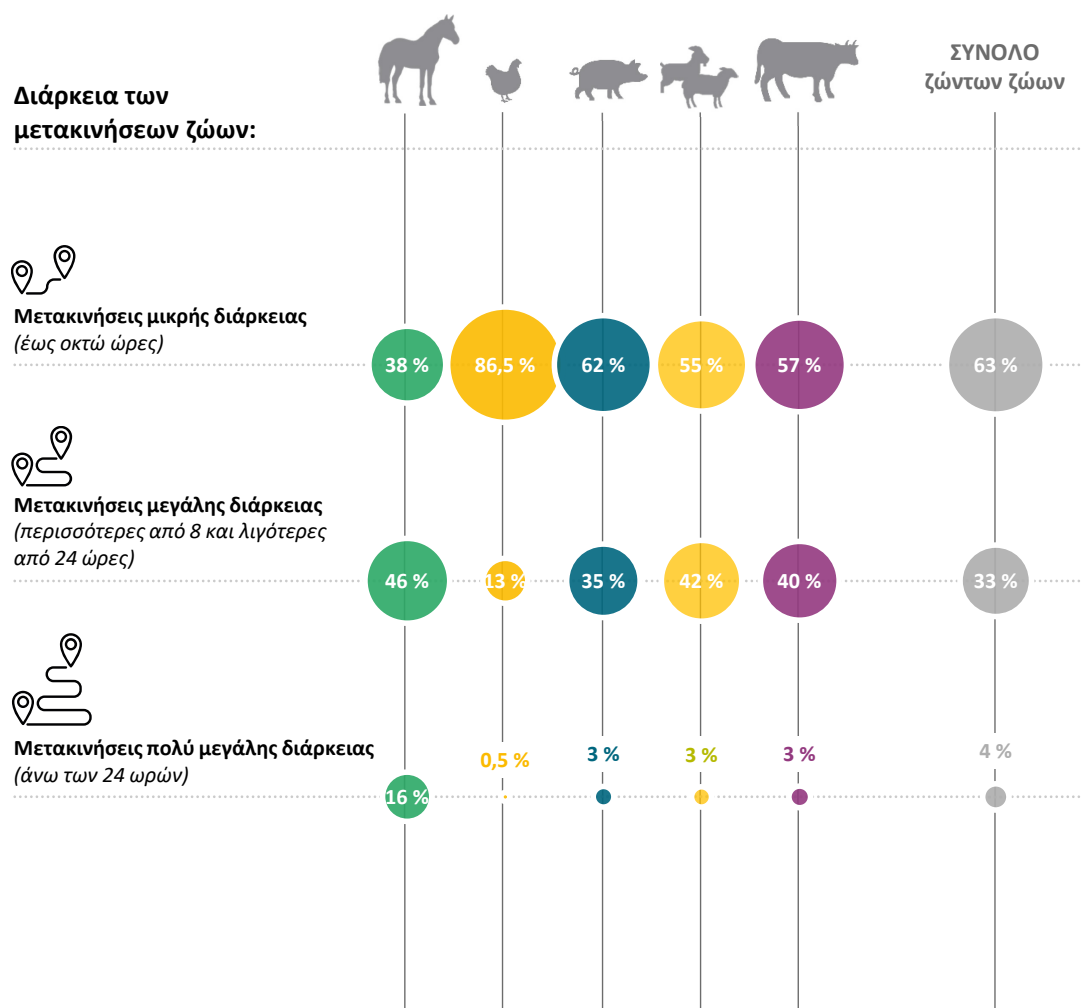 ΣΥΝΟΛΟ
ζώντων ζώων
Διάρκεια των
μετακινήσεων ζώων:
Μετακινήσεις μικρής διάρκειας
(έως οκτώ ώρες)
38 % 86,5 % 62 % 55 % 57 % 63 %
Μετακινήσεις μεγάλης διάρκειας
(περισσότερες από 8 και λιγότερες
από 24 ώρες)
46 % 13 % 35 % 42 % 40 % 33 %
Μετακινήσεις πολύ μεγάλης διάρκειας
(άνω των 24 ωρών)
16 % 0,5 % 3 % 3 % 3 % 4 %